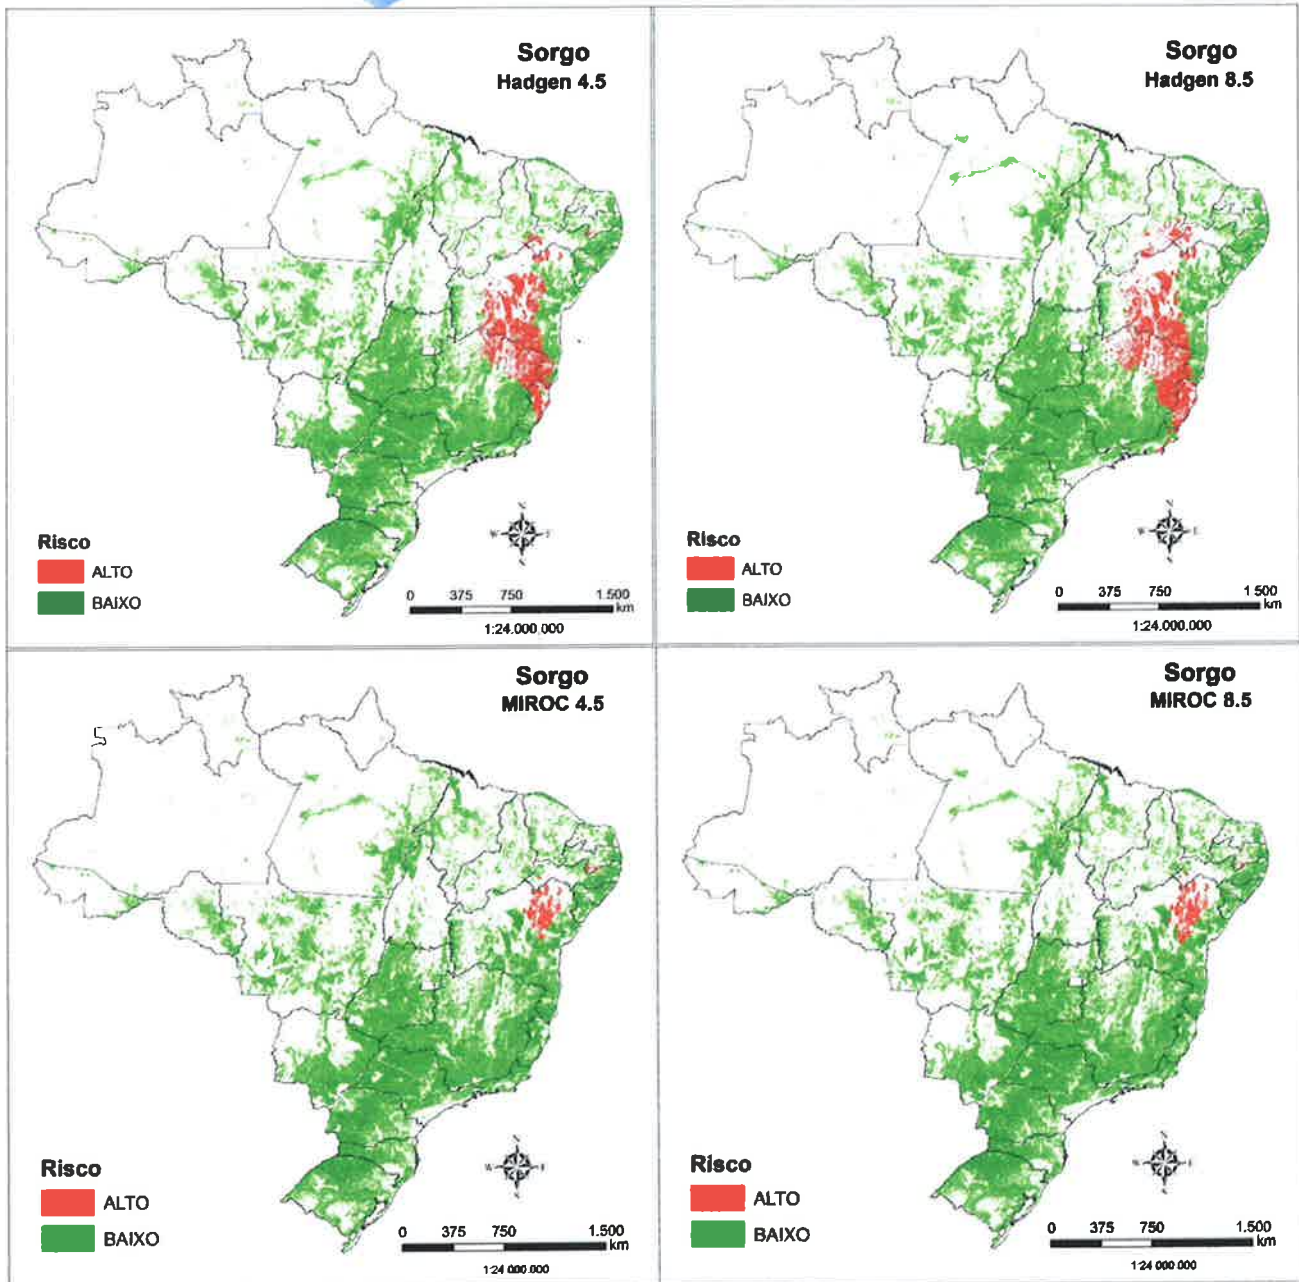 Sorgo
Hadgen 4.5
N
W
E
S
Risco
ALTO
BAIXO
0 375 750 1.500
km
1:24.000.000
Sorgo
Hadgen 8.5
N
W
E
S
Risco
ALTO
BAIXO
0 375 750 1 500
km
1:24.000.000
Sorgo
MIROC 4.5
N
W
E
S
Risco
ALTO
BAIXO
0 375 750 1.500
km
1:24 000.000
Sorgo
MIROC 8.5
N
W
E
S
Risco
ALTO
BAIXO
0 375 750 1.500
km
1:24 000.000